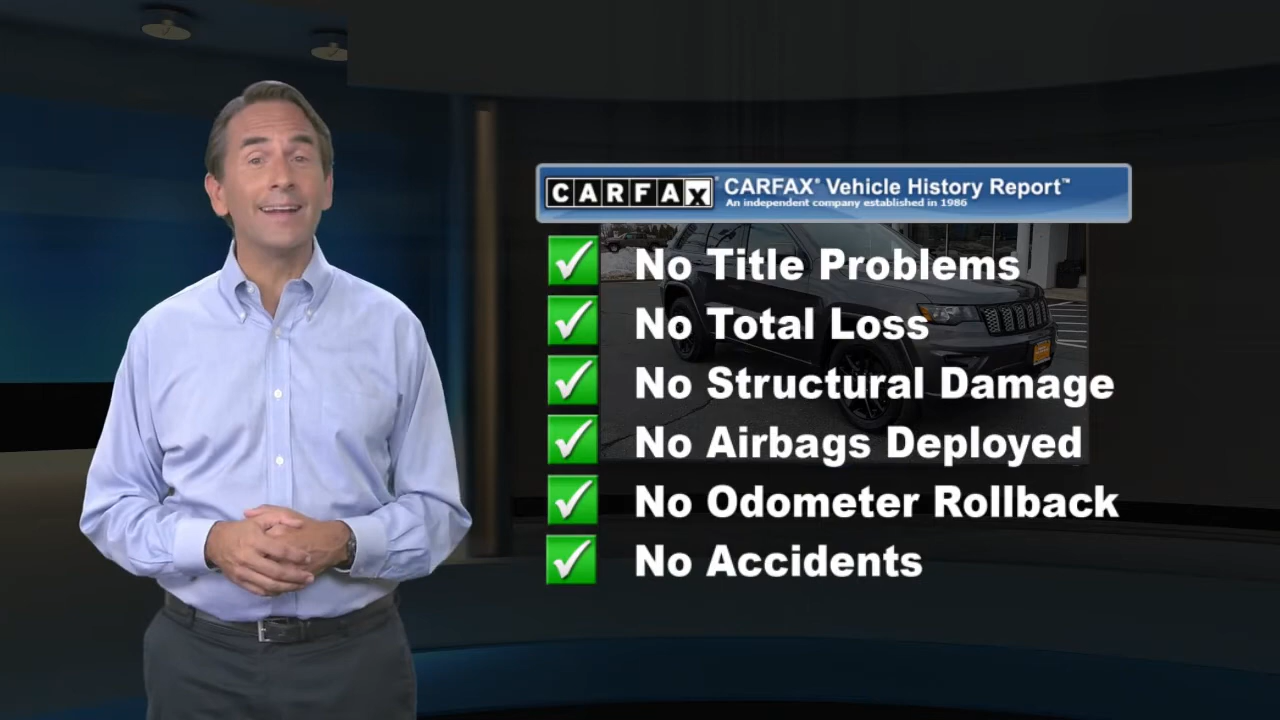 CARFAX® CARFAX® Vehicle History Report™
An independent company established in 1986
No Title Problems
No Total Loss
No Structural Damage
No Airbags Deployed
No Odometer Rollback
No Accidents